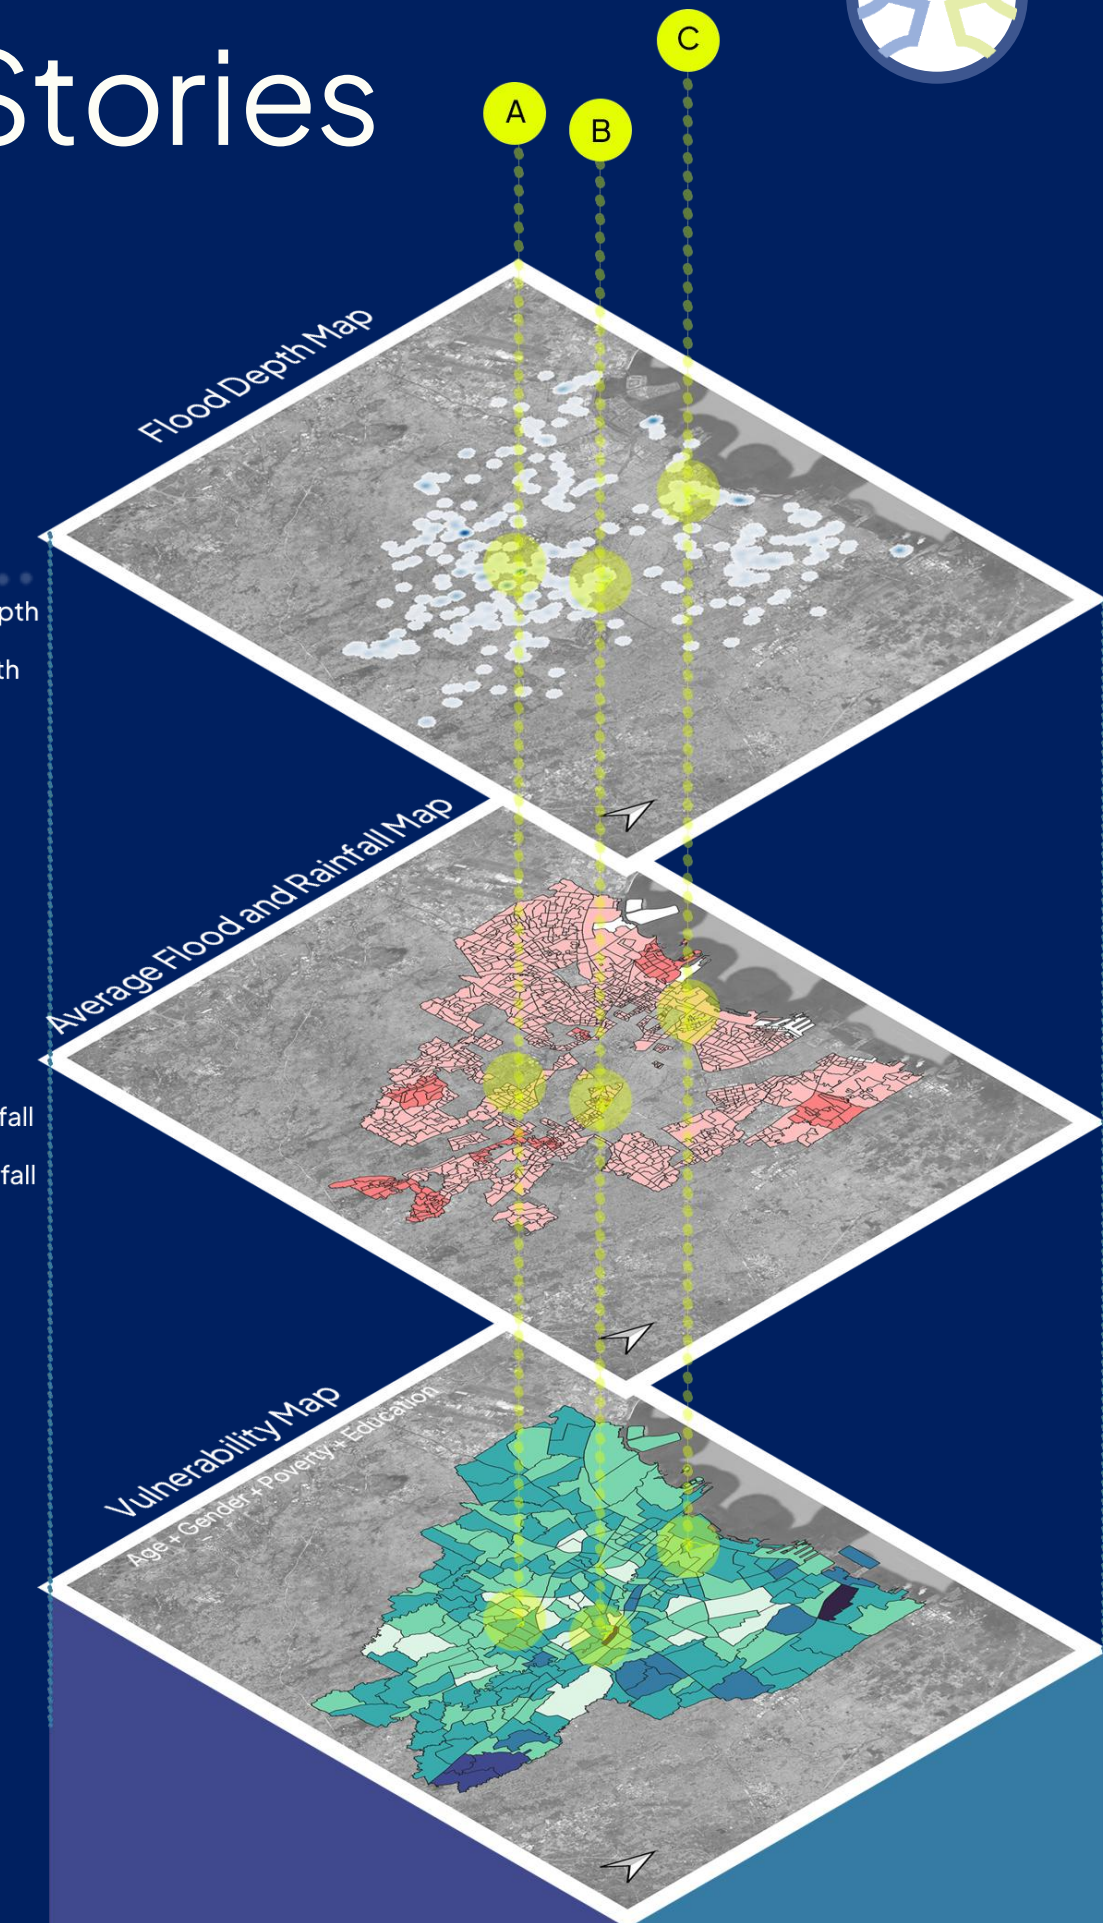 C
A
B
Stories
Flood Depth Map
pth
th
Average Flood and Rainfall Map
fall
fall
Vulnerability Map
Age + Gender + Poverty + Education